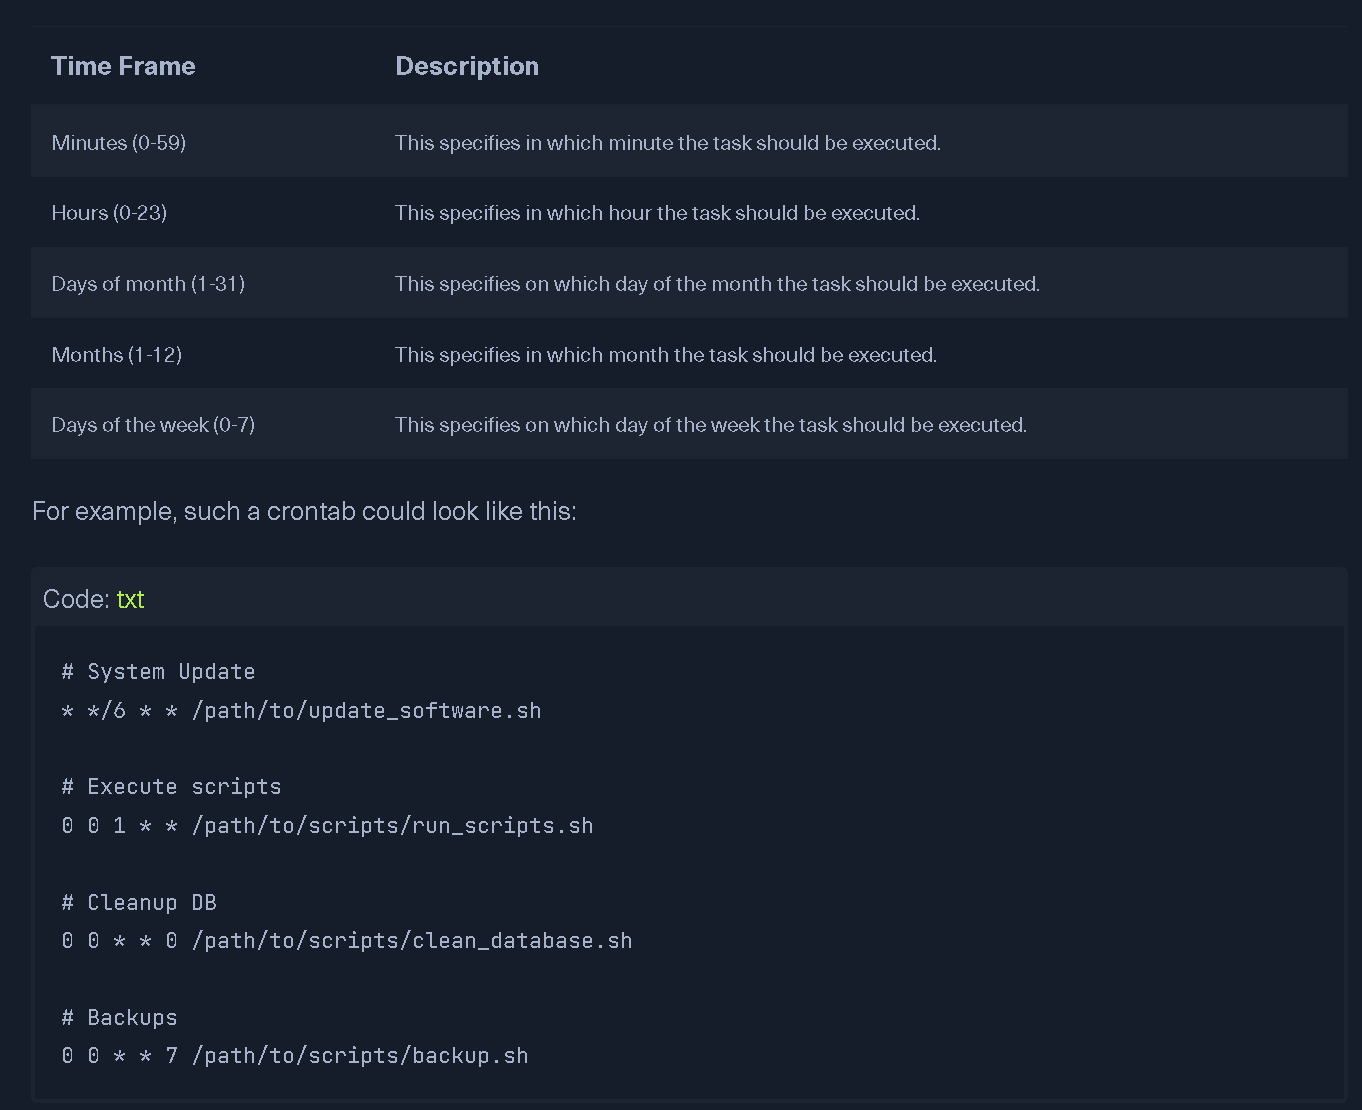 Time Frame Description
Minutes (0-59) This specifies in which minute the task should be executed.
Hours (0-23) This specifies in which hour the task should be executed.
Days of month (1-31) This specifies on which day of the month the task should be executed.
Months (1-12) This specifies in which month the task should be executed.
Days of the week (0-7) This specifies on which day of the week the task should be executed.
For example, such a crontab could look like this:
Code: txt
# System Update
* */6 * * /path/to/update_software.sh
# Execute scripts
0 0 1 * * /path/to/scripts/run_scripts.sh
# Cleanup DB
0 0 * * 0 /path/to/scripts/clean_database.sh
# Backups
0 0 * * 7 /path/to/scripts/backup.sh